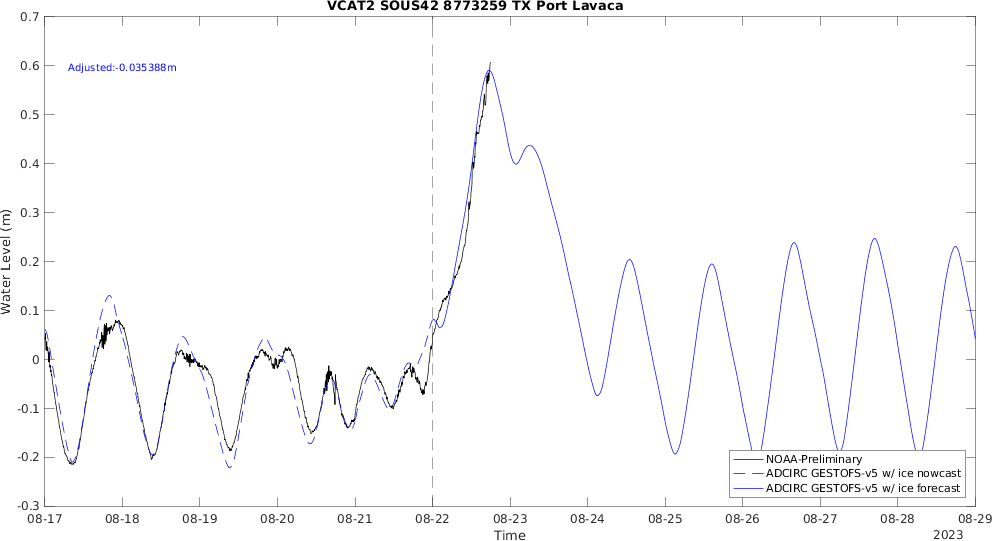 VCAT2 SOUS42 8773259 TX Port Lavaca
0.7
0.6
0.5
0.4
0.3
0.2
0.1
0
-0.1
-0.2
-0.3
Water Level (m)
Adjusted:-0.035388m
NOAA-Preliminary
ADCIRC GESTOFS-v5 w/ ice nowcast
ADCIRC GESTOFS-v5 w/ ice forecast
08-17 08-18 08-19 08-20 08-21 08-22 08-23 08-24 08-25 08-26 08-27 08-28 08-29
Time
2023